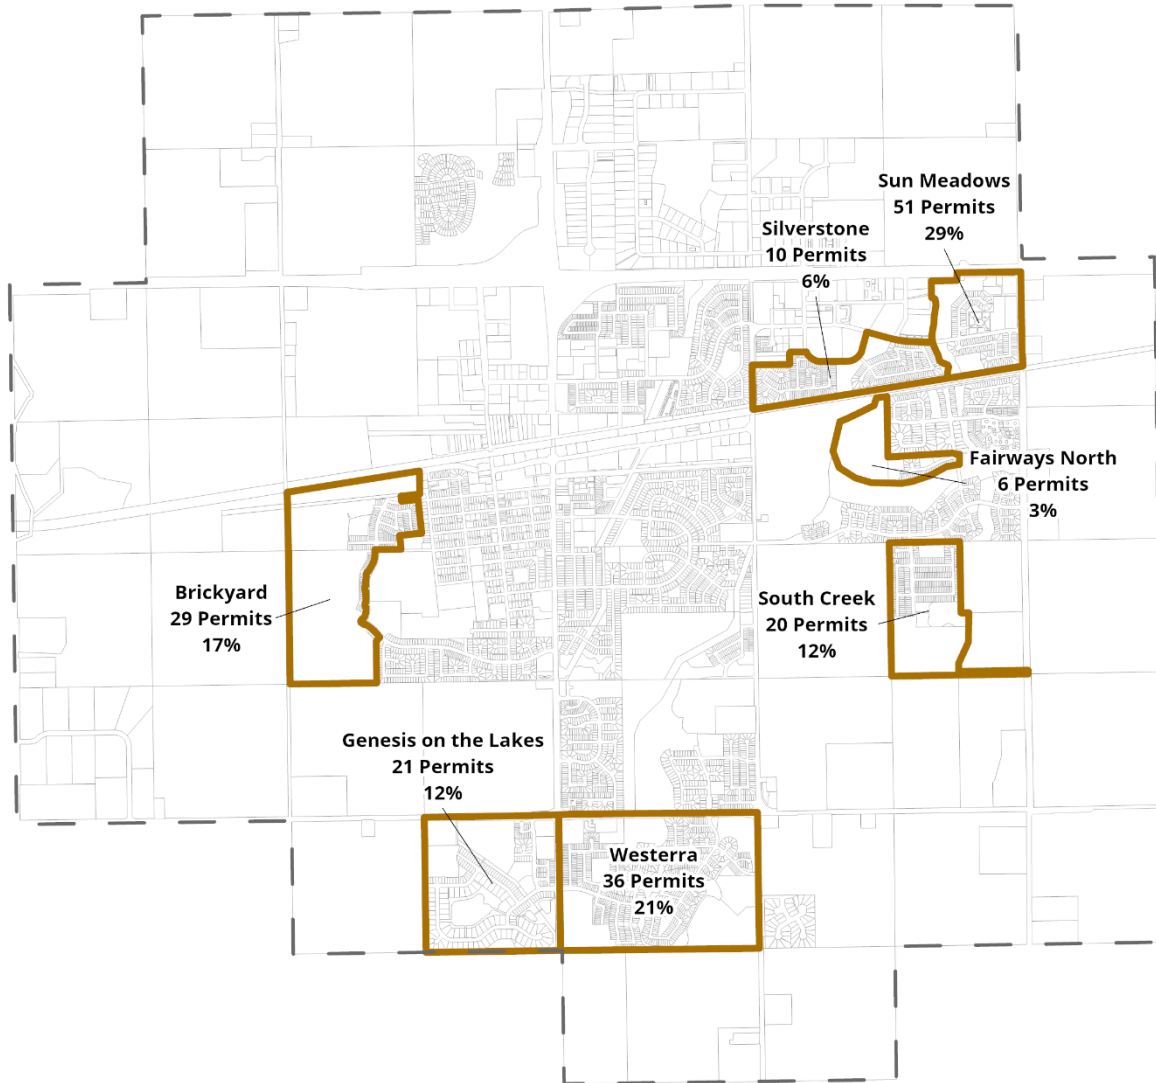 Sun Meadows
51 Permits
29%
Silverstone
10 Permits
6%
Fairways North
6 Permits
3%
Brickyard
29 Permits
17%
South Creek
20 Permits
12%
Genesis on the Lakes
21 Permits
12%
Westerra
36 Permits
21%